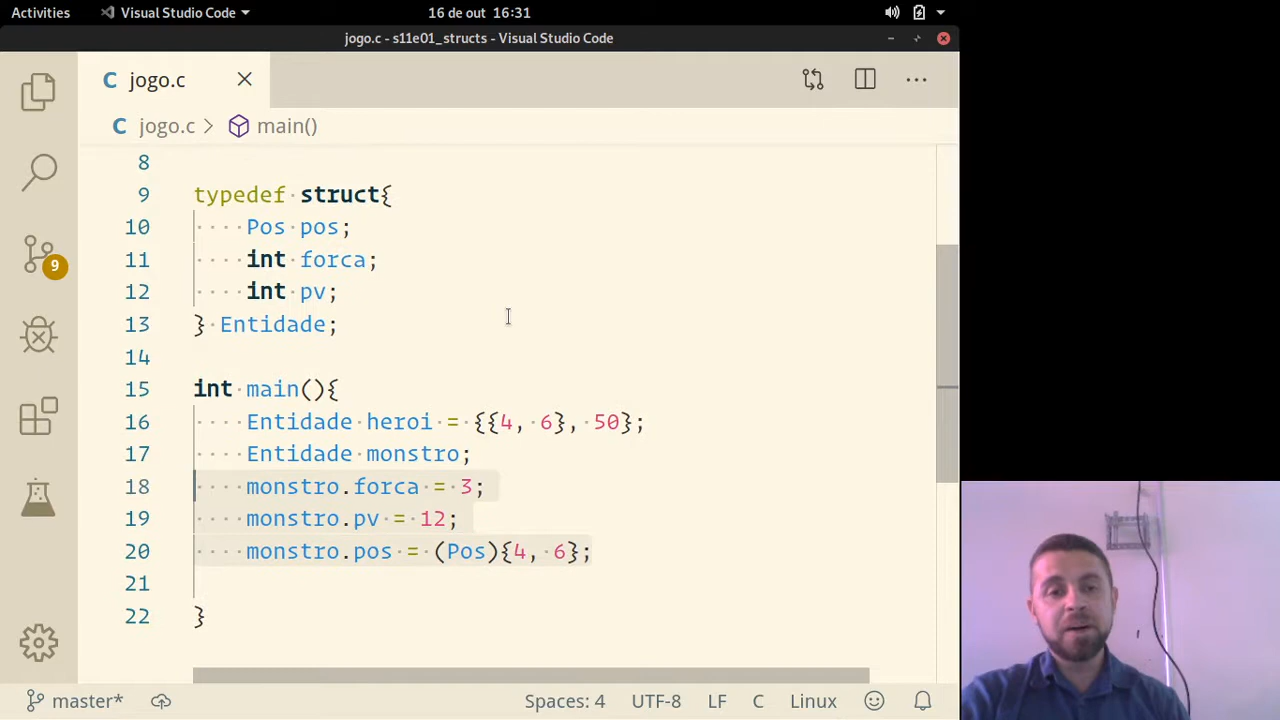 Activities Visual Studio Code 16 de out 16:31
jogo.c - s11e01_structs - Visual Studio Code
C jogo.c
C jogo.c > main()
8
9 typedef struct{
10 Pos pos;
11 int forca;
12 int pv;
13 } Entidade;
14
15 int main(){
16 Entidade heroi = {{4, 6}, 50};
17 Entidade monstro;
18 monstro.forca = 3;
19 monstro.pv = 12;
20 monstro.pos = (Pos){4, 6};
21
22 }
9
master* Spaces: 4 UTF-8 LF C Linux